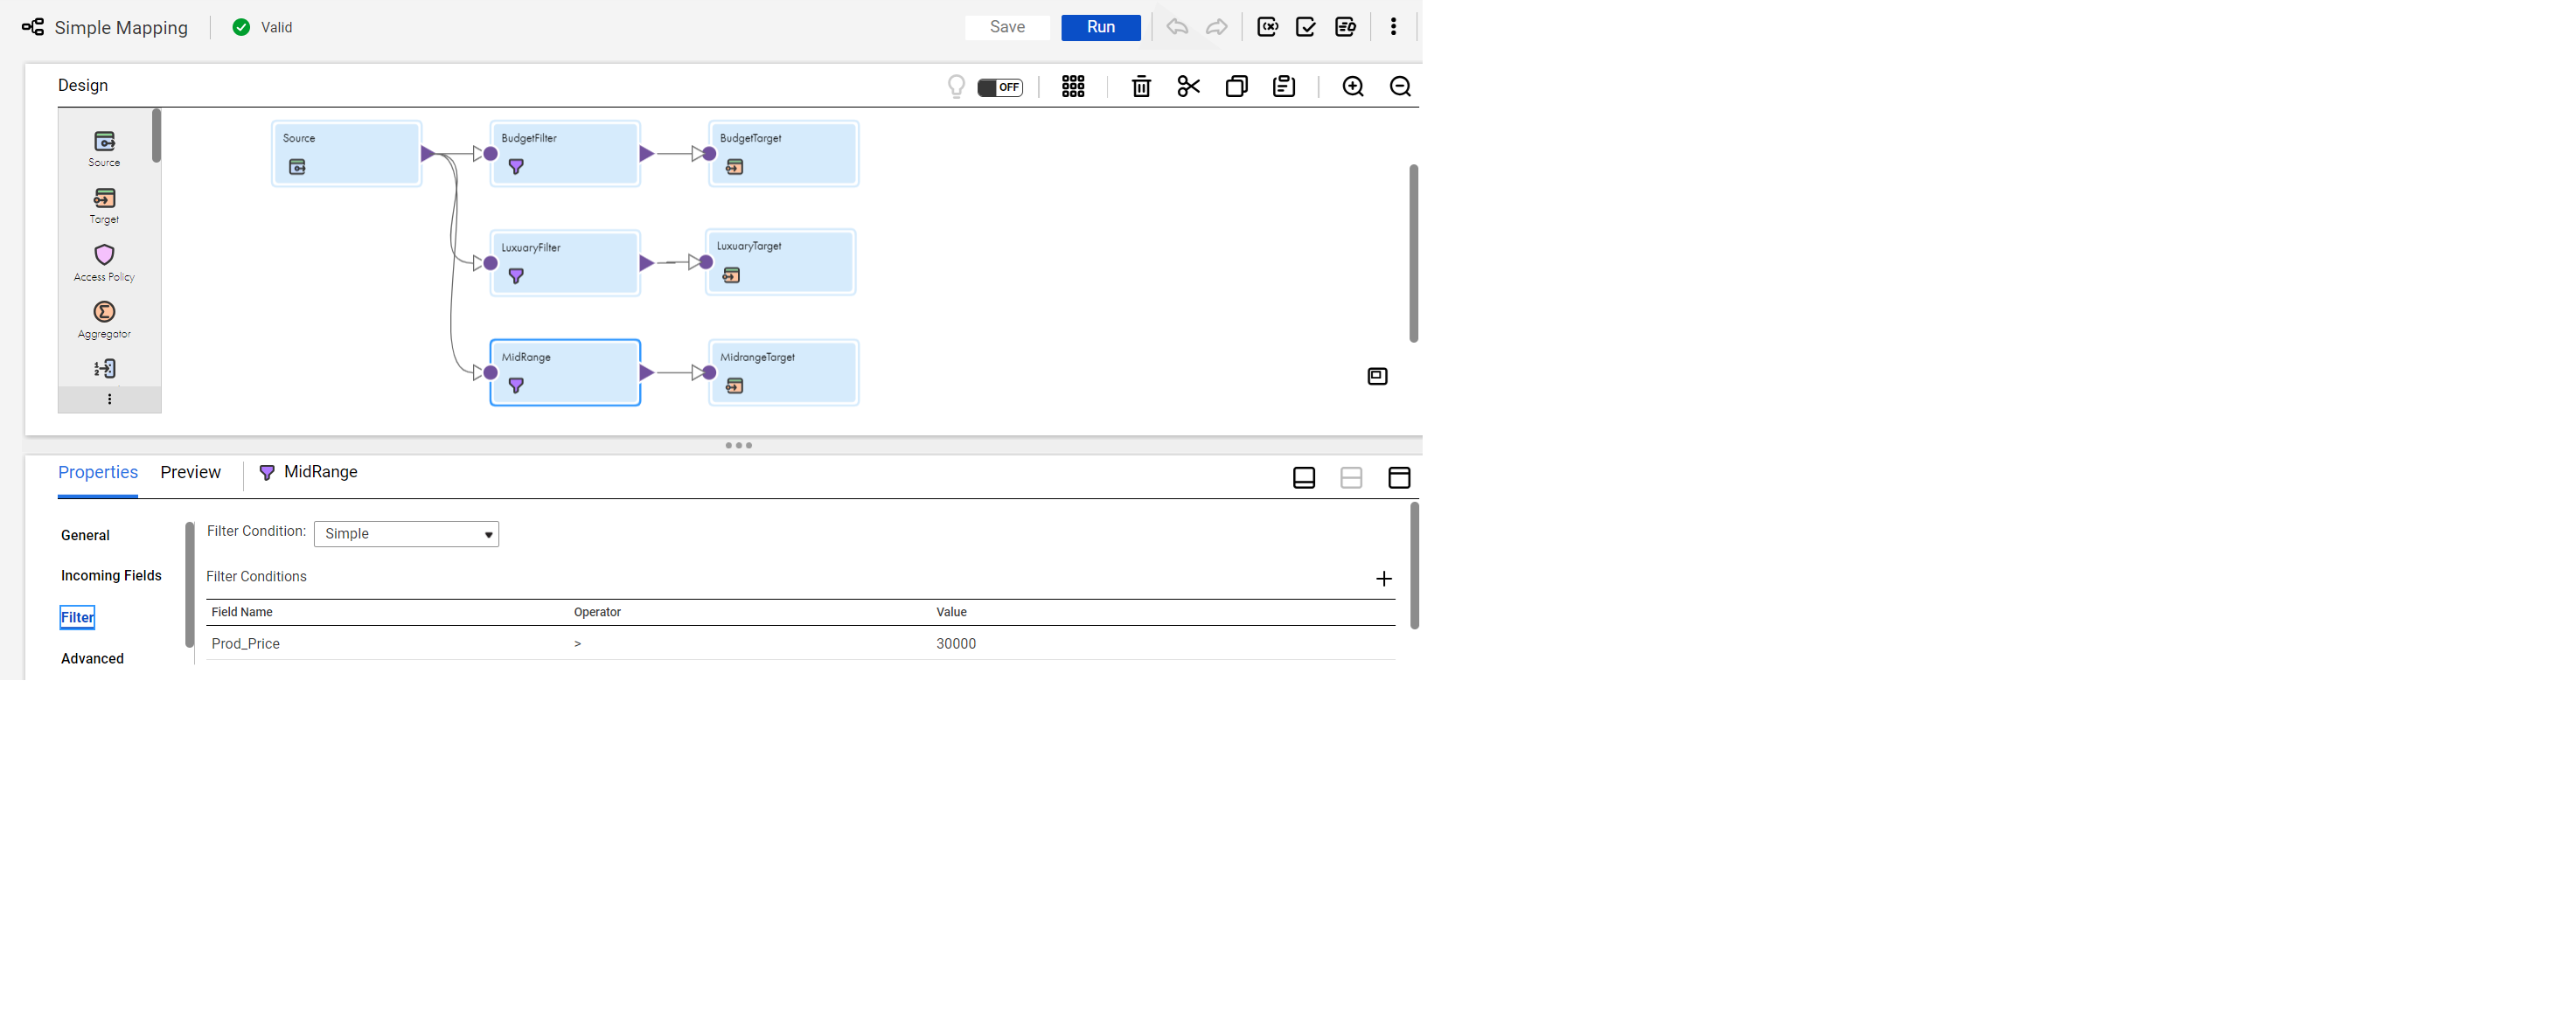 Simple Mapping Valid Save Run
Design OFF
Source
Target
Access Policy
Aggregator
1
2
Source BudgetFilter BudgetTarget
LuxuaryFilter LuxuaryTarget
MidRange MidrangeTarget
Properties Preview MidRange
General
Incoming Fields
Filter
Advanced
Filter Condition: Simple
Filter Conditions
Field Name Operator Value
Prod_Price > 30000